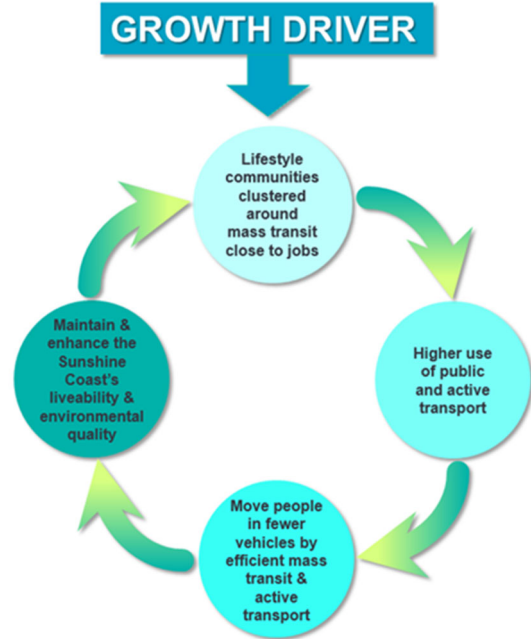 GROWTH DRIVER
Lifestyle
communities
clustered
around
mass transit
close to jobs
Higher use
of public
and active
transport
Move people
in fewer
vehicles by
efficient mass
transit &
active
transport
Maintain &
enhance the
Sunshine
Coast's
liveability &
environmental
quality